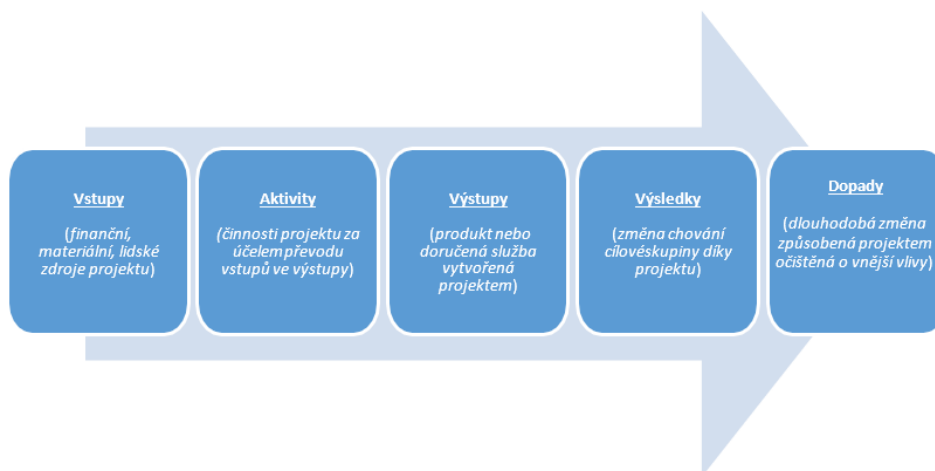 Vstupy
(finanční,
materiální, lidské
zdroje projektu)
Aktivity
(činnosti projektu za
účelem převodu
vstupů ve výstupy)
Výstupy
(produkt nebo
doručená služba
vytvořená
projektem)
Výsledky
(změna chování
cílovéskupiny díky
projektu)
Dopady
(dlouhodobá změna
způsobená projektem
očištěná o vnější vlivy)